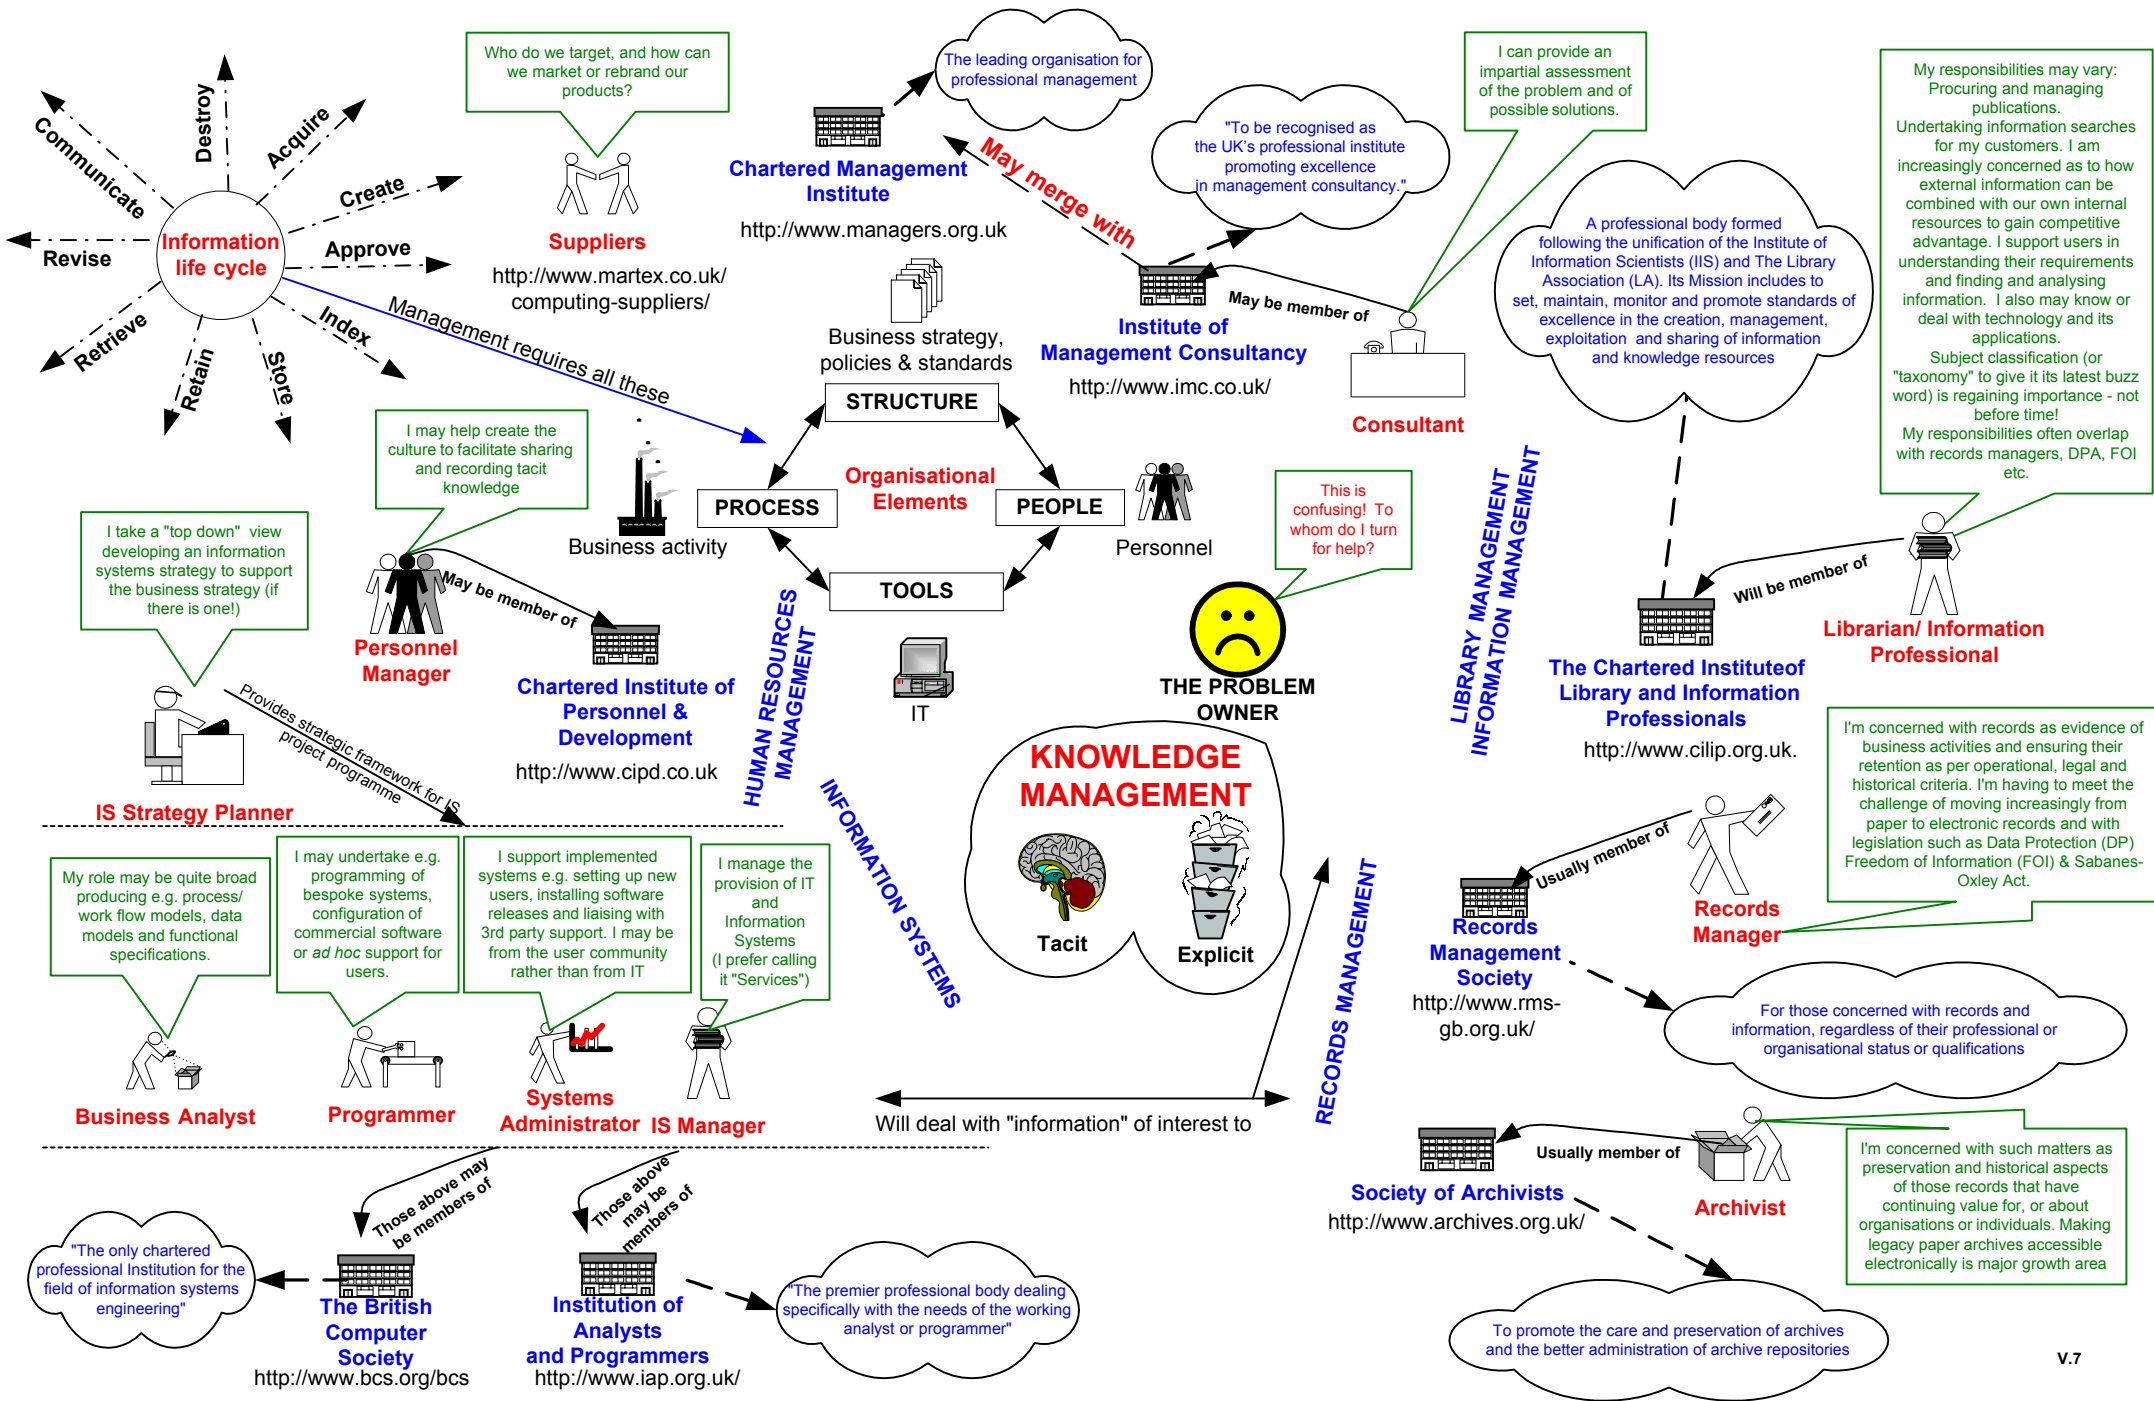 Communicate
Destroy
Acquire
Create
Approve
Index
Store
Retain
Retrieve
Revise
Information
life cycle
Management requires all these
Who do we target, and how can
we market or rebrand our
products?
Suppliers
http://www.martex.co.uk/
computing-suppliers/
The leading organisation for
professional management
Chartered Management
Institute
http://www.managers.org.uk
May merge with
"To be recognised as
the UK's professional institute
promoting excellence
in management consultancy."
Institute of
Management Consultancy
http://www.imc.co.uk/
May be member of
I can provide an
impartial assessment
of the problem and of
possible solutions.
Consultant
A professional body formed
following the unification of the Institute of
Information Scientists (IIS) and The Library
Association (LA). Its Mission includes to
set, maintain, monitor and promote standards of
excellence in the creation, management,
exploitation and sharing of information
and knowledge resources
My responsibilities may vary:
Procuring and managing
publications.
Undertaking information searches
for my customers. I am
increasingly concerned as to how
external information can be
combined with our own internal
resources to gain competitive
advantage. I support users in
understanding their requirements
and finding and analysing
information. I also may know or
deal with technology and its
applications.
Subject classification (or
"taxonomy" to give it its latest buzz
word) is regaining importance - not
before time!
My responsibilities often overlap
with records managers, DPA, FOI
etc.
Will be member of
Librarian/ Information
Professional
The Chartered Instituteof
Library and Information
Professionals
http://www.cilip.org.uk.
Business strategy,
policies & standards
STRUCTURE
Organisational
Elements
PROCESS
PEOPLE
TOOLS
Business activity
Personnel
IT
This is
confusing! To
whom do I turn
for help?
THE PROBLEM
OWNER
LIBRARY MANAGEMENT
INFORMATION MANAGEMENT
I may help create the
culture to facilitate sharing
and recording tacit
knowledge
Personnel
Manager
May be member of
Chartered Institute of
Personnel &
Development
http://www.cipd.co.uk
HUMAN RESOURCES
MANAGEMENT
I take a "top down" view
developing an information
systems strategy to support
the business strategy (if
there is one!)
IS Strategy Planner
Provides strategic framework for IS
project programme
INFORMATION SYSTEMS
KNOWLEDGE
MANAGEMENT
Tacit
Explicit
RECORDS MANAGEMENT
I'm concerned with records as evidence of
business activities and ensuring their
retention as per operational, legal and
historical criteria. I'm having to meet the
challenge of moving increasingly from
paper to electronic records and with
legislation such as Data Protection (DP)
Freedom of Information (FOI) & Sabanes-
Oxley Act.
Usually member of
Records
Manager
Records
Management
Society
http://www.rms-
gb.org.uk/
For those concerned with records and
information, regardless of their professional or
organisational status or qualifications
My role may be quite broad
producing e.g. process/
work flow models, data
models and functional
specifications.
Business Analyst
I may undertake e.g.
programming of
bespoke systems,
configuration of
commercial software
or ad hoc support for
users.
Programmer
I support implemented
systems e.g. setting up new
users, installing software
releases and liaising with
3rd party support. I may be
from the user community
rather than from IT
Systems
Administrator
I manage the
provision of IT
and
Information
Systems
(I prefer calling
it "Services")
IS Manager
Will deal with "information" of interest to
Usually member of
Society of Archivists
http://www.archives.org.uk/
Archivist
I'm concerned with such matters as
preservation and historical aspects
of those records that have
continuing value for, or about
organisations or individuals. Making
legacy paper archives accessible
electronically is major growth area
To promote the care and preservation of archives
and the better administration of archive repositories
Those above may
be members of
"The only chartered
professional Institution for the
field of information systems
engineering"
The British
Computer
Society
http://www.bcs.org/bcs
Those above
may be
members of
Institution of
Analysts
and Programmers
http://www.iap.org.uk/
"The premier professional body dealing
specifically with the needs of the working
analyst or programmer"
V.7